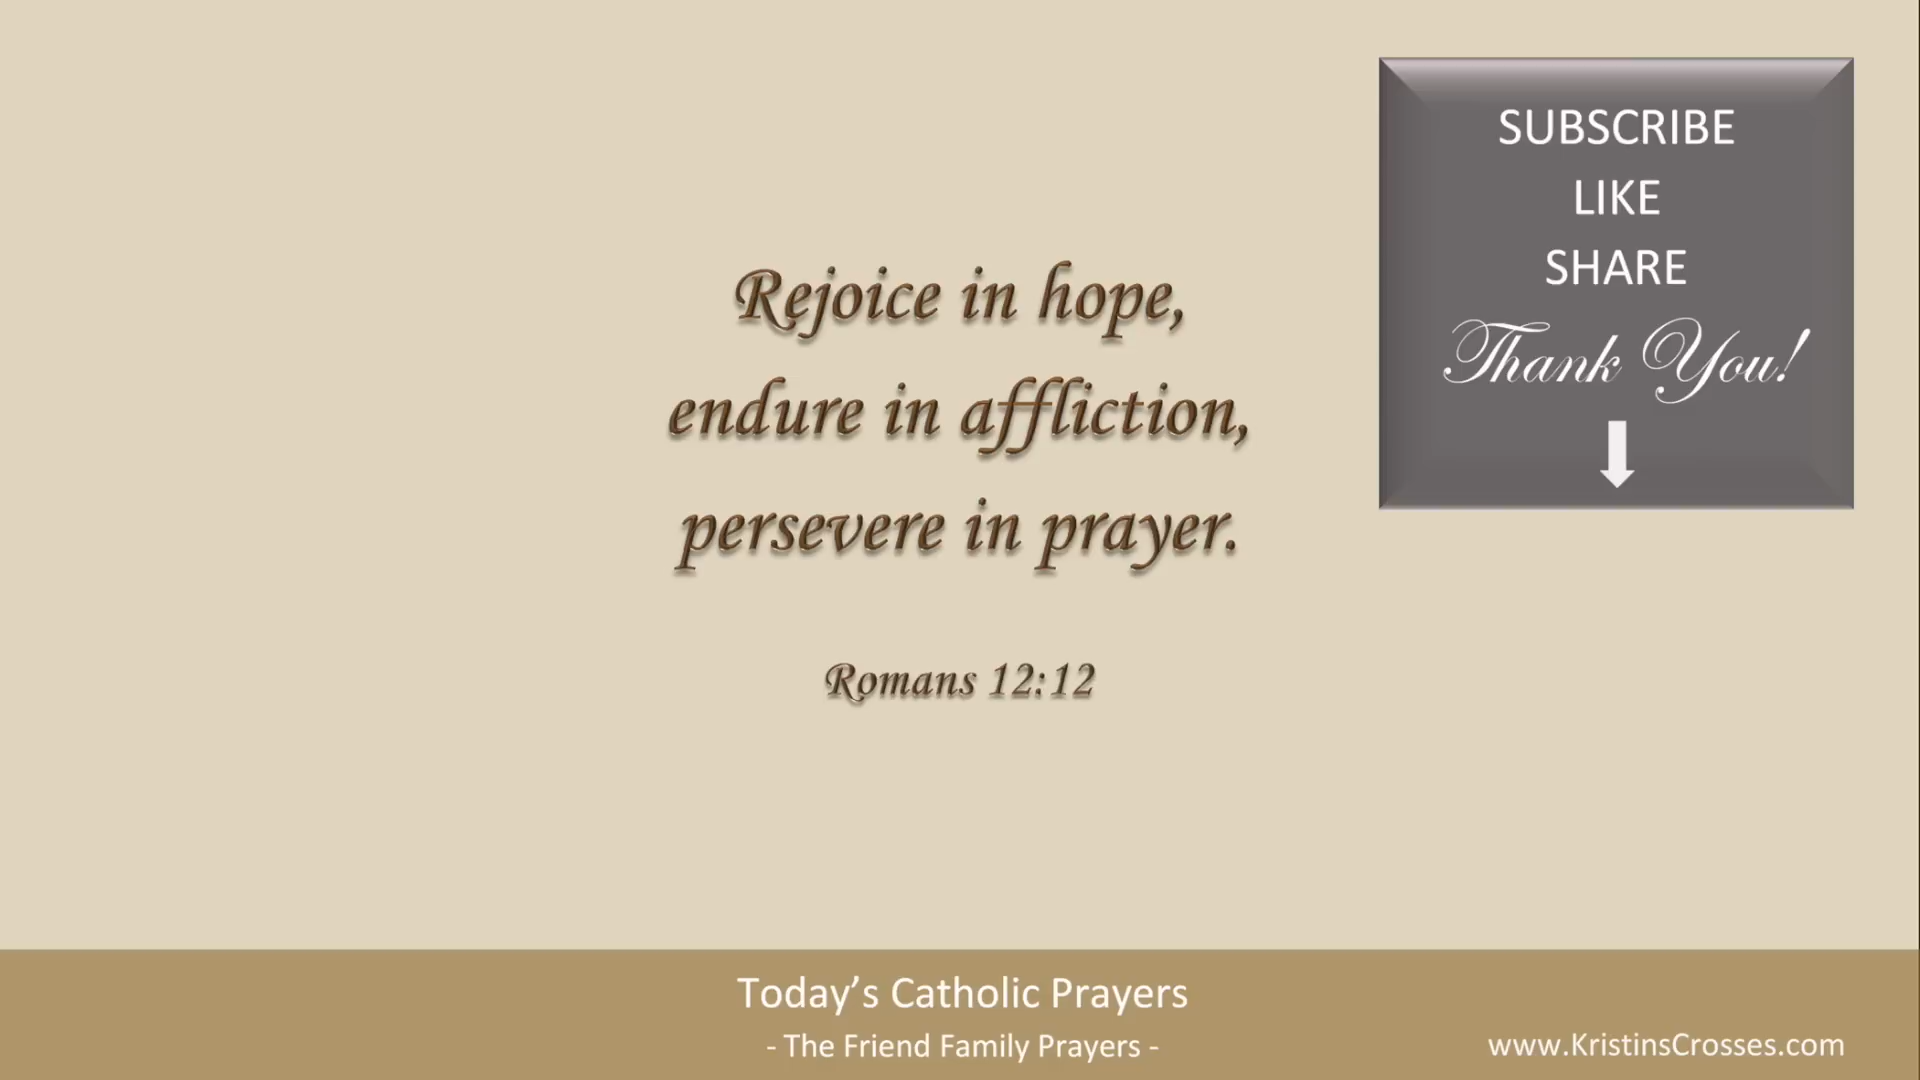 Rejoice in hope,
endure in affliction,
persevere in prayer.
Romans 12:12
SUBSCRIBE
LIKE
SHARE
Thank You!
Today’s Catholic Prayers
- The Friend Family Prayers -
www.KristinsCrosses.com